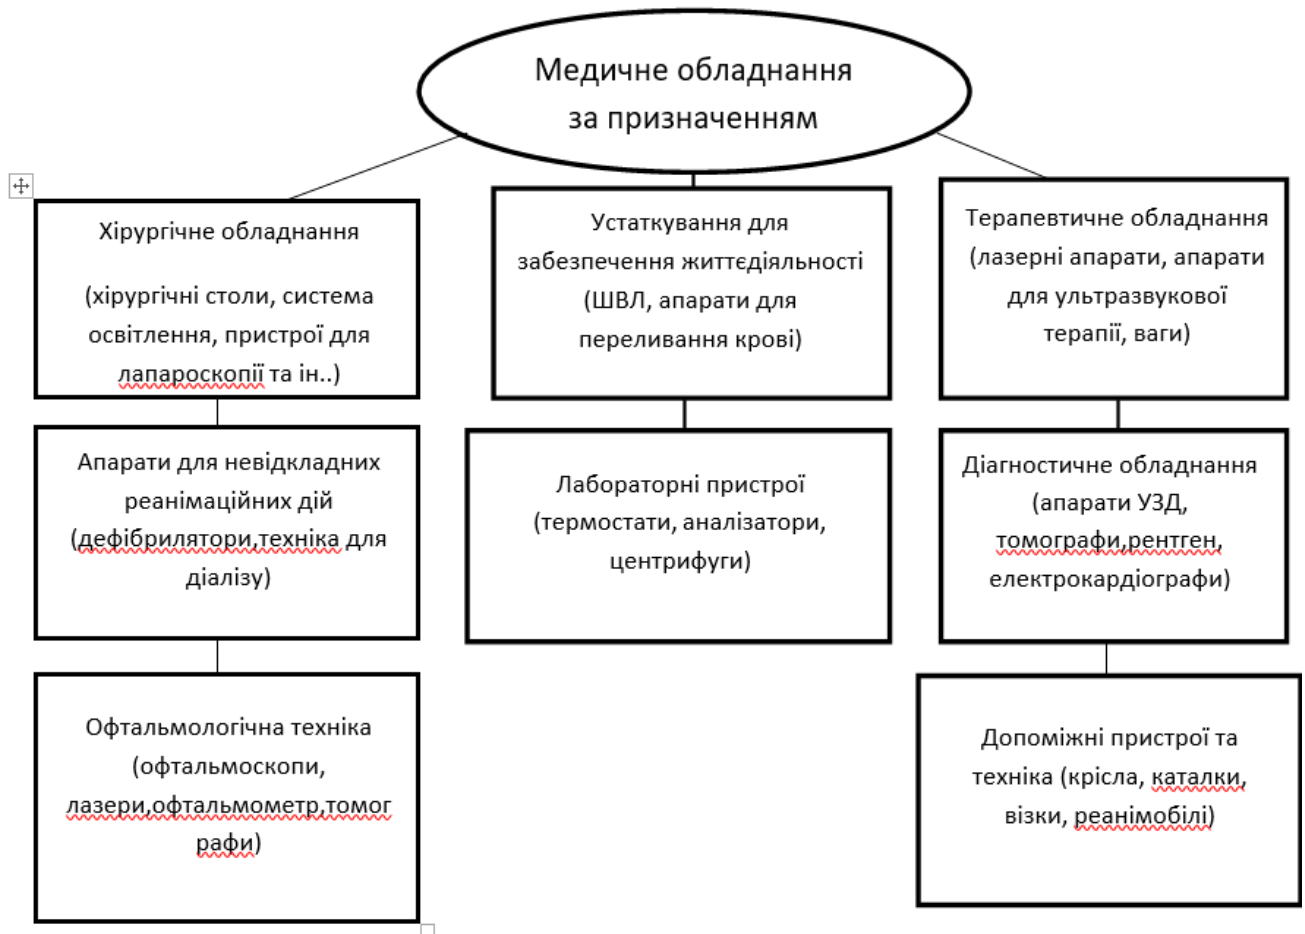 Медичне обладнання
за призначенням
Хірургічне обладнання
(хірургічні столи, система
освітлення, пристрої для
лапароскопії та ін..)
Устаткування для
забезпечення життєдіяльності
(ШВЛ, апарати для
переливання крові)
Терапевтичне обладнання
(лазерні апарати, апарати
для ультразвукової
терапії, ваги)
Апарати для невідкладних
реанімаційних дій
(дефібрилятори,техніка для
діалізу)
Лабораторні пристрої
(термостати, аналізатори,
центрифуги)
Діагностичне обладнання
(апарати УЗД,
томографи,рентген,
електрокардіографи)
Офтальмологічна техніка
(офтальмоскопи,
лазери,офтальмометр,томог
рафи)
Допоміжні пристрої та
техніка (крісла, каталки,
візки, реанімобілі)